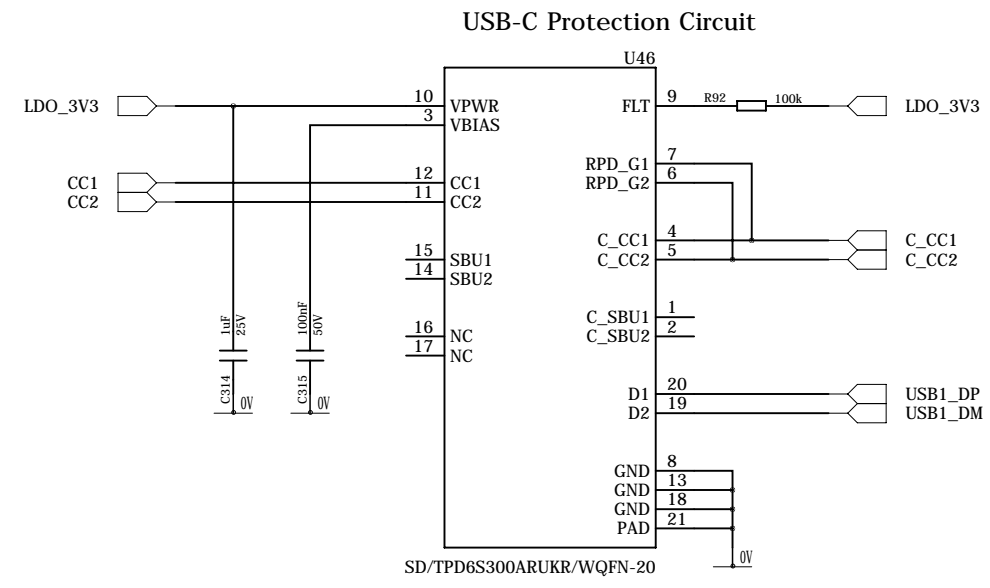 USB-C Protection Circuit
U46
LDO_3V3
10
VPWR
3
VBIAS
CC1
12
CC1
CC2
11
CC2
15
SBU1
14
SBU2
16
NC
17
NC
1uF
25V
C314
0V
100nF
50V
C315
0V
FLT
9
R92
100k
LDO_3V3
RPD_G1
7
RPD_G2
6
C_CC1
4
C_CC1
C_CC2
5
C_CC2
C_SBU1
1
C_SBU2
2
D1
20
USB1_DP
D2
19
USB1_DM
GND
8
GND
13
GND
18
PAD
21
0V
SD/TPD6S300ARUKR/WQFN-20